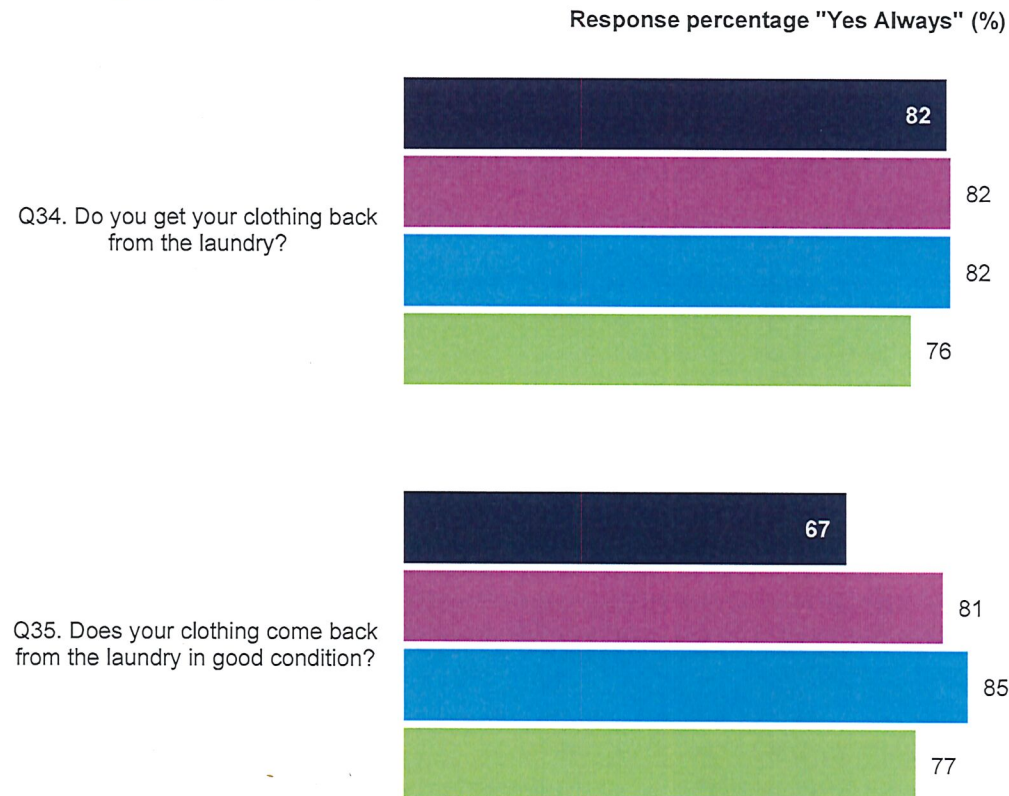 Response percentage "Yes Always" (%)
82
82
Q34. Do you get your clothing back
from the laundry?
82
76
67
81
Q35. Does your clothing come back
from the laundry in good condition?
85
77